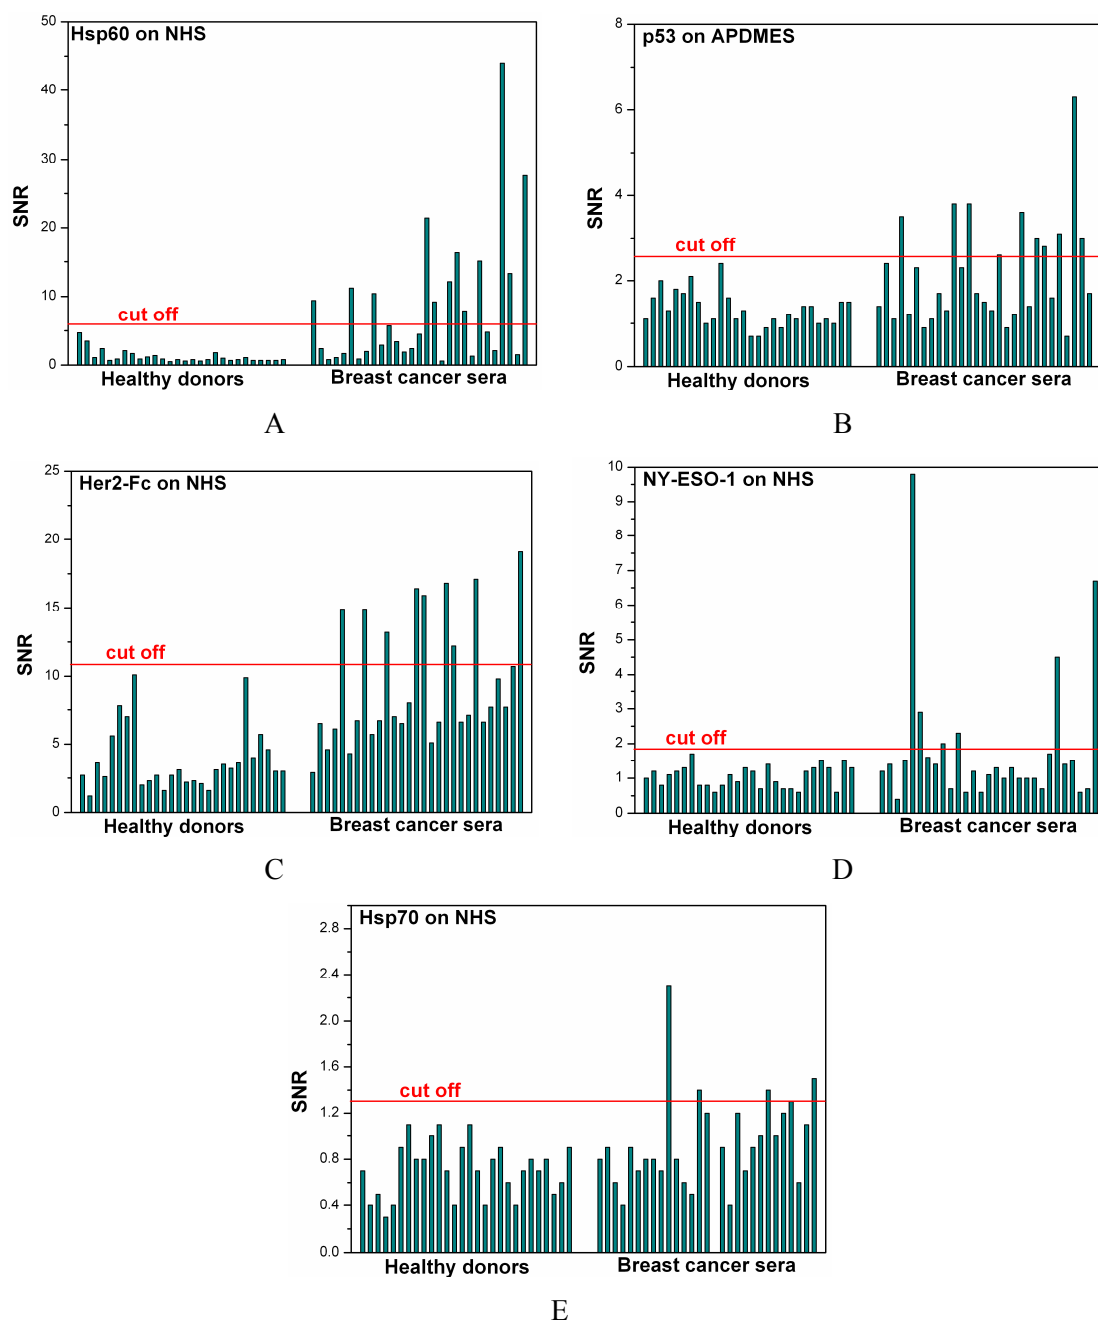 Hsp60 on NHS
50
40
30
20
10
0
SNR
cut off
Healthy donors
Breast cancer sera
A
p53 on APDMES
8
6
4
2
0
SNR
cut off
Healthy donors
Breast cancer sera
B
Her2-Fc on NHS
25
20
15
10
5
0
SNR
cut off
Healthy donors
Breast cancer sera
C
NY-ESO-1 on NHS
10
9
8
7
6
5
4
3
2
1
0
SNR
cut off
Healthy donors
Breast cancer sera
D
Hsp70 on NHS
2.8
2.4
2.0
1.6
1.2
0.8
0.4
0.0
SNR
cut off
Healthy donors
Breast cancer sera
E